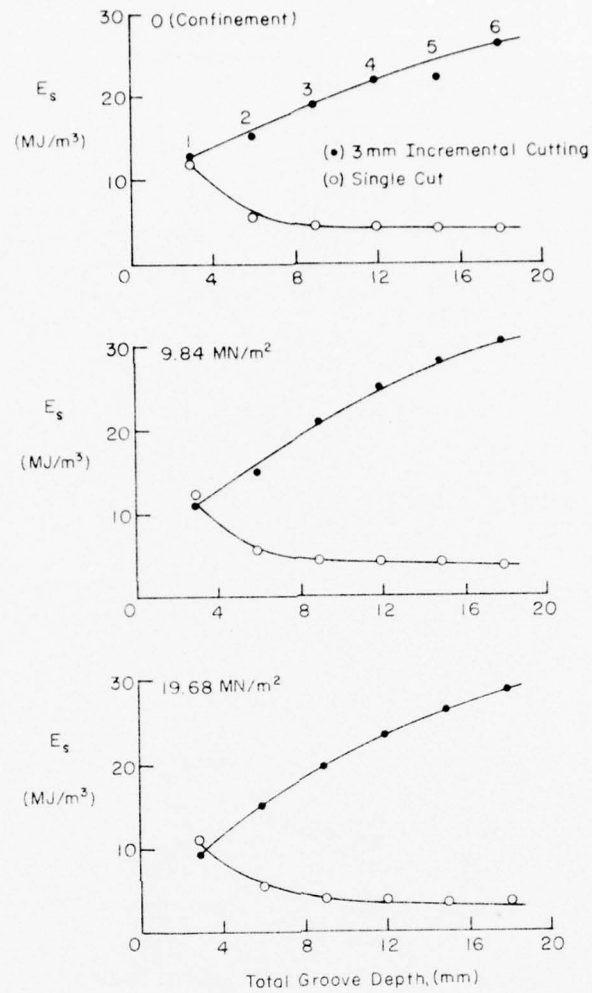 30
O (Confinement)
6
5
4
3
2
1
E_s
20
(MJ/m³)
(•) 3mm Incremental Cutting
(○) Single Cut
10
0 4 8 12 16 20
30
9.84 MN/m²
E_s
20
(MJ/m³)
10
0 4 8 12 16 20
30
19.68 MN/m²
E_s
20
(MJ/m³)
10
0 4 8 12 16 20
Total Groove Depth, (mm)